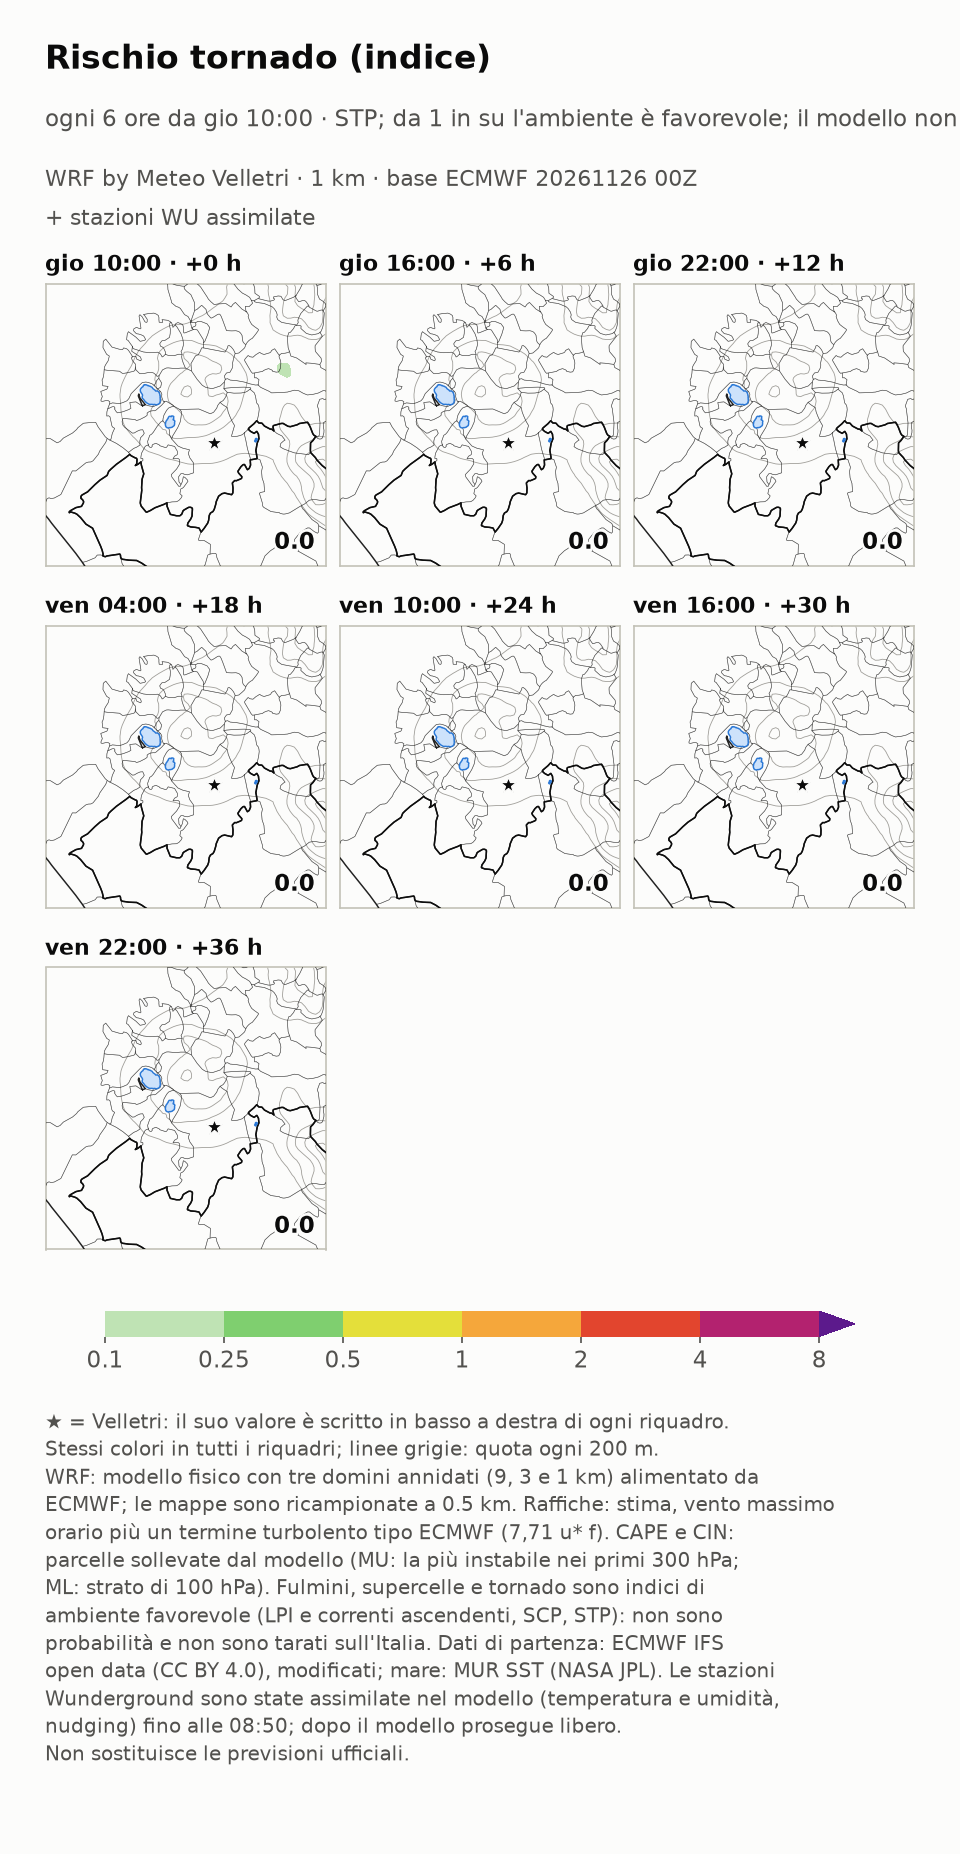 Rischio tornado (indice)
ogni 6 ore da gio 10:00 · STP; da 1 in su l'ambiente è favorevole; il modello non
WRF by Meteo Velletri · 1 km · base ECMWF 20261126 00Z
+ stazioni WU assimilate
gio 10:00 · +0 h
gio 16:00 · +6 h
gio 22:00 · +12 h
0.0
0.0
0.0
ven 04:00 · +18 h
ven 10:00 · +24 h
ven 16:00 · +30 h
0.0
0.0
0.0
ven 22:00 · +36 h
0.0
0.1 0.25 0.5 1 2 4 8
★ = Velletri: il suo valore è scritto in basso a destra di ogni riquadro.
Stessi colori in tutti i riquadri; linee grigie: quota ogni 200 m.
WRF: modello fisico con tre domini annidati (9, 3 e 1 km) alimentato da
ECMWF; le mappe sono ricampionate a 0.5 km. Raffiche: stima, vento massimo
orario più un termine turbolento tipo ECMWF (7,71 u* f). CAPE e CIN:
parcelle sollevate dal modello (MU: la più instabile nei primi 300 hPa;
ML: strato di 100 hPa). Fulmini, supercelle e tornado sono indici di
ambiente favorevole (LPI e correnti ascendenti, SCP, STP): non sono
probabilità e non sono tarati sull'Italia. Dati di partenza: ECMWF IFS
open data (CC BY 4.0), modificati; mare: MUR SST (NASA JPL). Le stazioni
Wunderground sono state assimilate nel modello (temperatura e umidità,
nudging) fino alle 08:50; dopo il modello prosegue libero.
Non sostituisce le previsioni ufficiali.